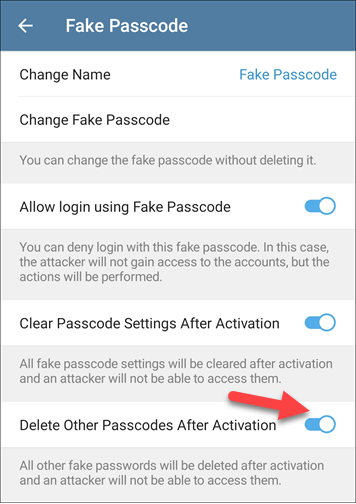 Fake Passcode
Change Name Fake Passcode
Change Fake Passcode
You can change the fake passcode without deleting it.
Allow login using Fake Passcode
You can deny login with this fake passcode. In this case,
the attacker will not gain access to the accounts, but the
actions will be performed.
Clear Passcode Settings After Activation
All fake passcode settings will be cleared after activation
and an attacker will not be able to access them.
Delete Other Passcodes After Activation
All other fake passwords will be deleted after activation
and an attacker will not be able to access them.